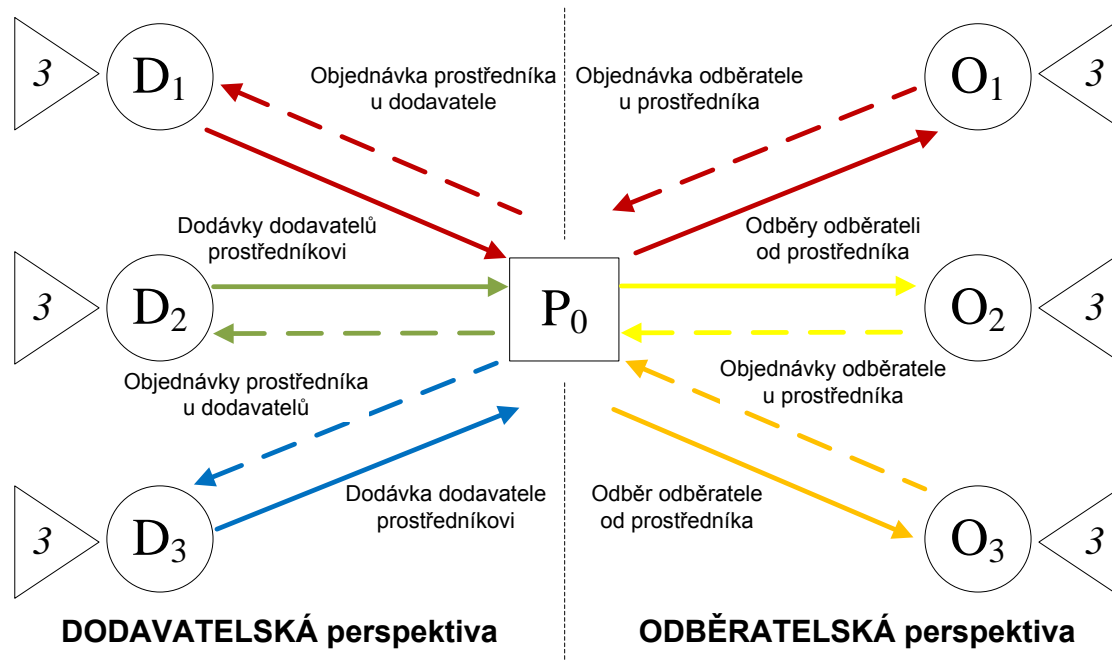 3
D1
Objednávka prostředníka
u dodavatele
Objednávka odběratele
u prostředníka
O1
3
Dodávky dodavatelů
prostředníkovi
Odběry odběrateli
od prostředníka
3
D2
P0
O2
3
Objednávky prostředníka
u dodavatelů
Objednávky odběratele
u prostředníka
Dodávka dodavatele
prostředníkovi
Odběr odběratele
od prostředníka
3
D3
O3
3
DODAVATELSKÁ perspektiva
ODBĚRATELSKÁ perspektiva